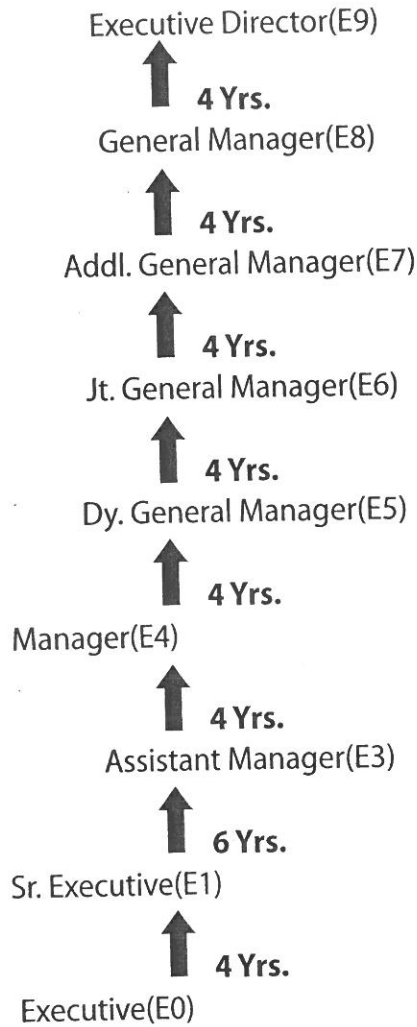 Executive Director(E9)
4 Yrs.
General Manager(E8)
4 Yrs.
Addl. General Manager(E7)
4 Yrs.
Jt. General Manager(E6)
4 Yrs.
Dy. General Manager(E5)
4 Yrs.
Manager(E4)
4 Yrs.
Assistant Manager(E3)
6 Yrs.
Sr. Executive(E1)
4 Yrs.
Executive(E0)